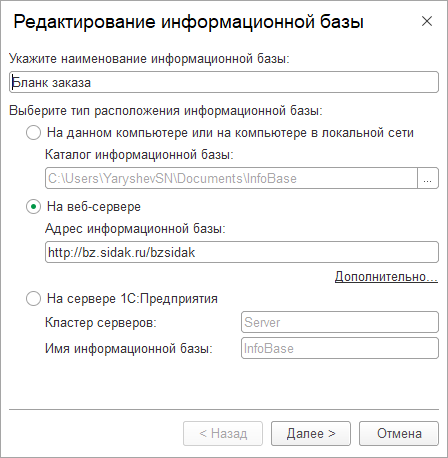 Редактирование информационной базы
Укажите наименование информационной базы:
Бланк заказа
Выберите тип расположения информационной базы:
На данном компьютере или на компьютере в локальной сети
Каталог информационной базы:
C:\Users\YaryshevSN\Documents\InfoBase ...
На веб-сервере
Адрес информационной базы:
http://bz.sidak.ru/bzsidak
Дополнительно...
На сервере 1С:Предприятия
Кластер серверов: Server
Имя информационной базы: InfoBase
< Назад Далее > Отмена